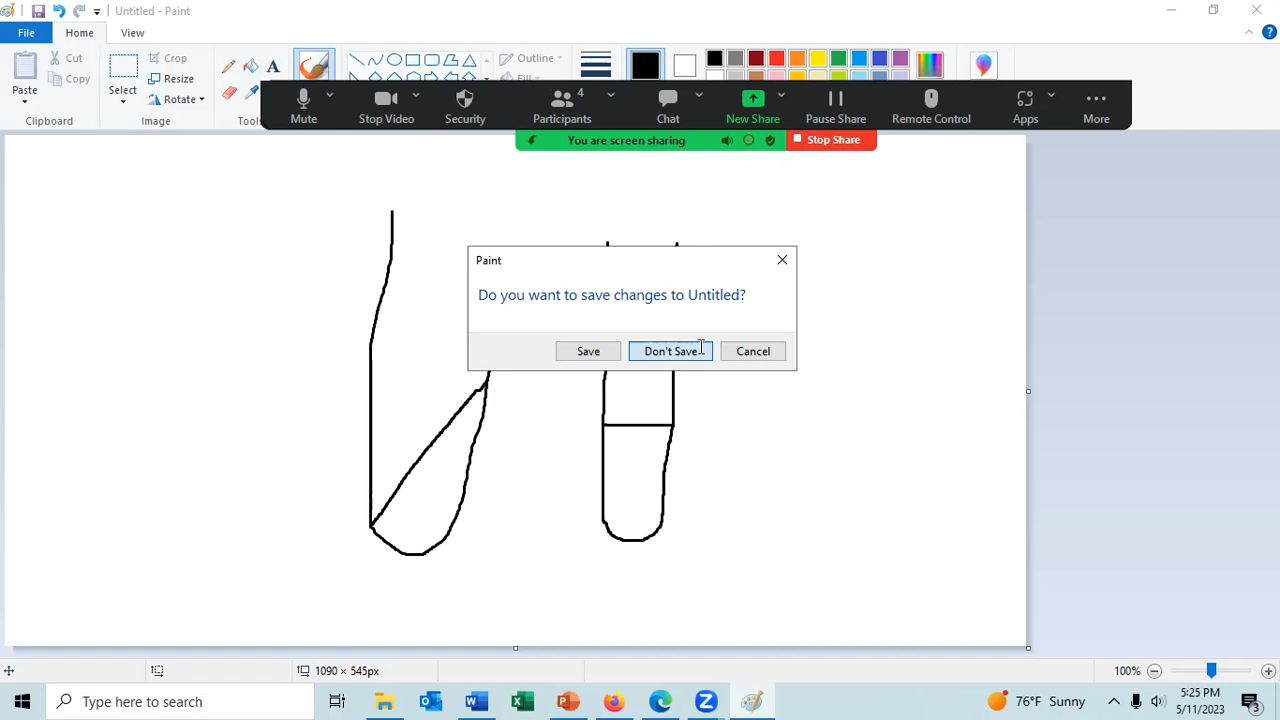 Untitled - Paint
File
Home
View
Paste
Cut
Copy
Clipboard
Select
Crop
Resize
Rotate
Image
A
Tools
Outline
Fill
Mute
Stop Video
Security
4
Participants
Chat
New Share
Pause Share
Remote Control
Apps
More
You are screen sharing
Stop Share
Paint
Do you want to save changes to Untitled?
Save
Don't Save
Cancel
1090 × 545px
100%
Type here to search
76°F Sunny
5:25 PM
5/11/2023
3